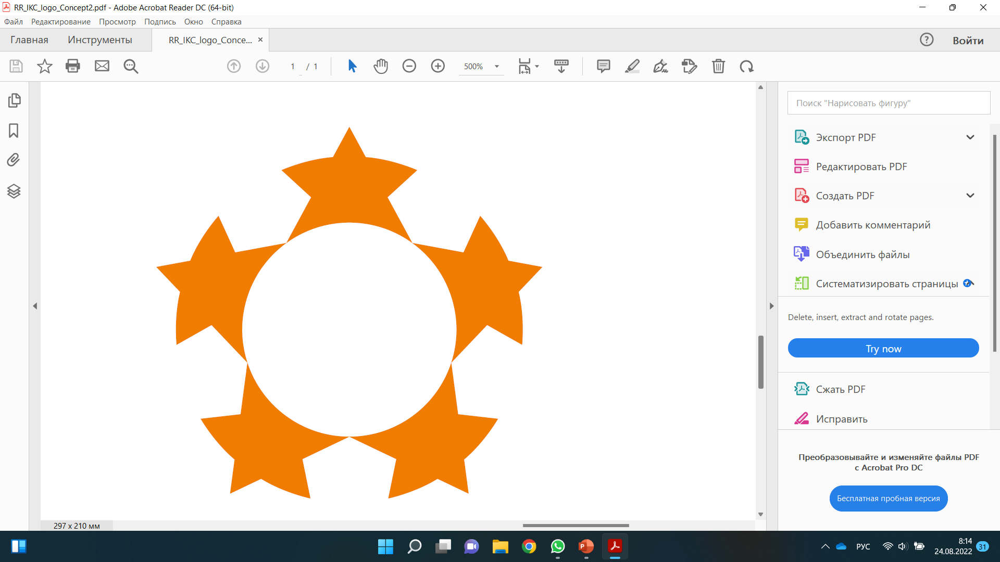 RR_IKC_logo_Concept2.pdf - Adobe Acrobat Reader DC (64-bit)
Файл Редактирование Просмотр Подпись Окно Справка
Главная Инструменты RR_IKC_logo_Conce... ×
? Войти
1 / 1
500%
Поиск "Нарисовать фигуру"
Экспорт PDF
Редактировать PDF
Создать PDF
Добавить комментарий
Объединить файлы
Систематизировать страницы
Delete, insert, extract and rotate pages.
Try now
Сжать PDF
Исправить
Преобразовывайте и изменяйте файлы PDF
с Acrobat Pro DC
Бесплатная пробная версия
297 x 210 мм
P
РУС
8:14
24.08.2022
31